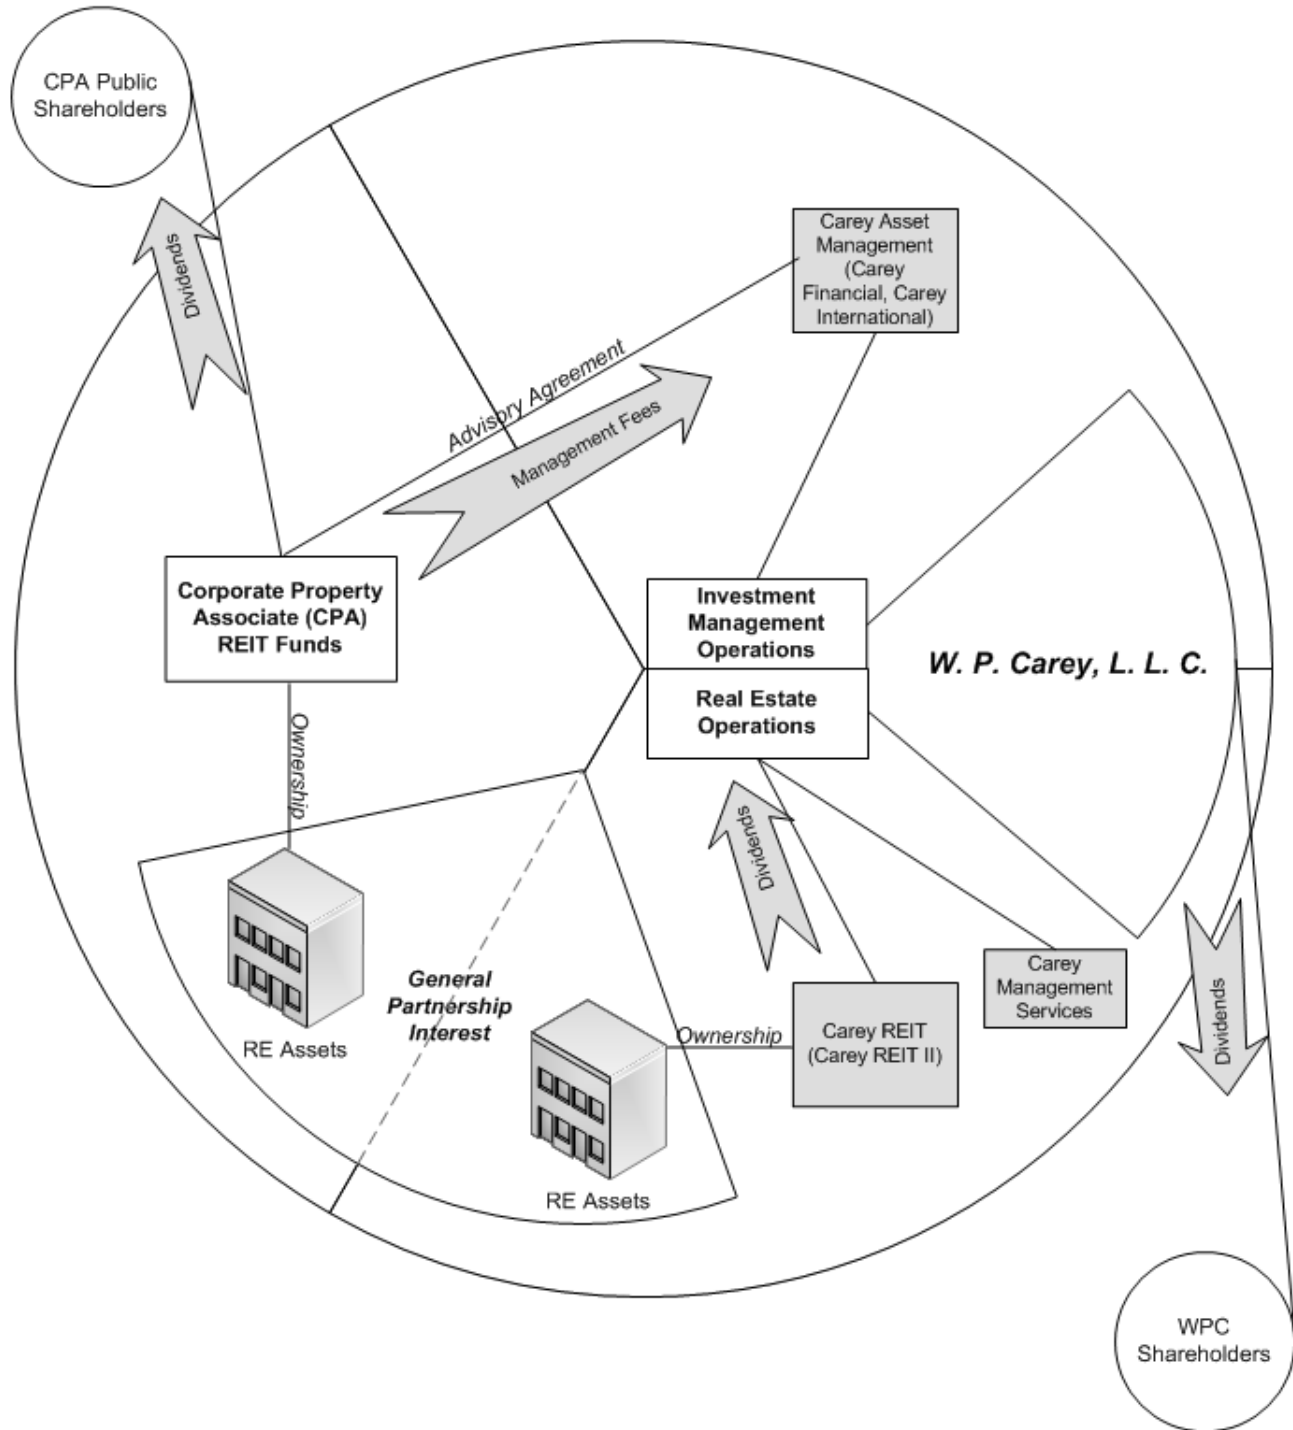 CPA Public
Shareholders
Dividends
Carey Asset
Management
(Carey
Financial, Carey
International)
Advisory Agreement
Management Fees
Corporate Property
Associate (CPA)
REIT Funds
Investment
Management
Operations
Real Estate
Operations
W. P. Carey, L. L. C.
Ownership
Dividends
General
Partnership
Interest
RE Assets
Carey
Management
Services
Ownership
Carey REIT
(Carey REIT II)
Dividends
RE Assets
WPC
Shareholders